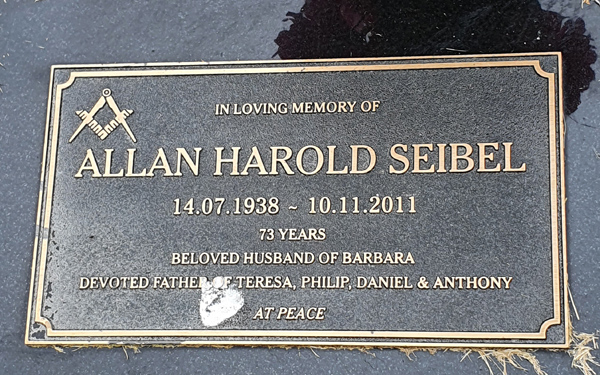 IN LOVING MEMORY OF
ALLAN HAROLD SEIBEL
14.07.1938 ~ 10.11.2011
73 YEARS
BELOVED HUSBAND OF BARBARA
DEVOTED FATHER OF TERESA, PHILIP, DANIEL & ANTHONY
AT PEACE